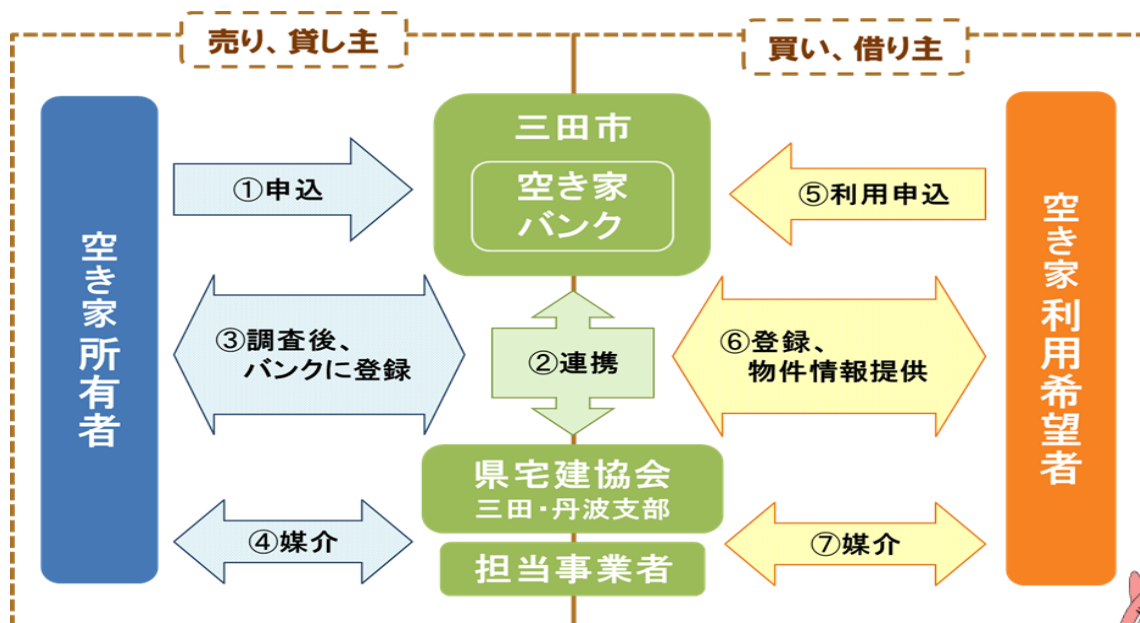 売り、貸し主
買い、借り主
空き家所有者
①申込
三田市
空き家
バンク
⑤利用申込
空き家利用希望者
③調査後、
バンクに登録
②連携
⑥登録、
物件情報提供
県宅建協会
三田・丹波支部
④媒介
⑦媒介
担当事業者